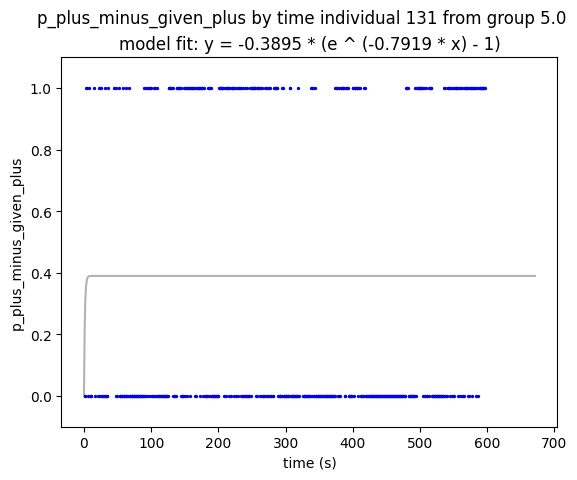 p_plus_minus_given_plus by time individual 131 from group 5.0
model fit: y = -0.3895 * (e ^ (-0.7919 * x) - 1)
1.0
0.8
0.6
0.4
0.2
0.0
p_plus_minus_given_plus
0 100 200 300 400 500 600 700
time (s)